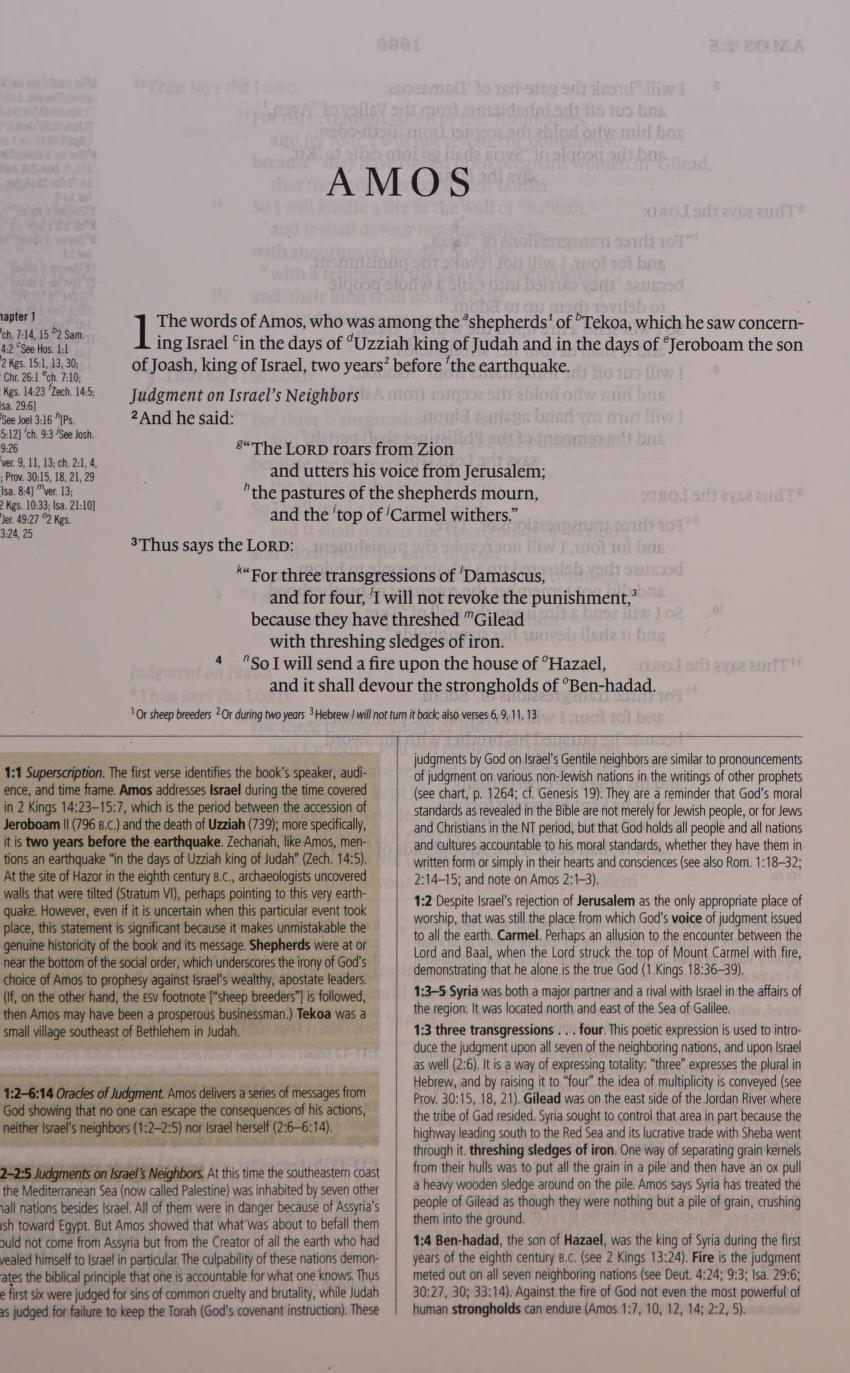 AMOS
hapter 1
ch. 7:14, 15 b2 Sam.
4:2 cSee Hos. 1:1
2 Kgs. 15:1, 13, 30;
Chr. 26:1 ech. 7:10;
Kgs. 14:23 fZech. 14:5;
Isa. 29:6]
See Joel 3:16 h[Ps.
5:12] ich. 9:3 jSee Josh.
9:26
ver. 9, 11, 13; ch. 2:1, 4,
; Prov. 30:15, 18, 21, 29
[Isa. 8:4] mver. 13;
2 Kgs. 10:33; Isa. 21:10]
Jer. 49:27 o2 Kgs.
3:24, 25
1 The words of Amos, who was among the ashepherds1 of bTekoa, which he saw concern-
ing Israel cin the days of dUzziah king of Judah and in the days of eJeroboam the son
of Joash, king of Israel, two years2 before fthe earthquake.
Judgment on Israel's Neighbors
2And he said:
g"The LORD roars from Zion
and utters his voice from Jerusalem;
hthe pastures of the shepherds mourn,
and the itop of jCarmel withers."
3Thus says the LORD:
k"For three transgressions of lDamascus,
and for four, lI will not revoke the punishment,3
because they have threshed mGilead
with threshing sledges of iron.
4 nSo I will send a fire upon the house of oHazael,
and it shall devour the strongholds of oBen-hadad.
1 Or sheep breeders 2 Or during two years 3 Hebrew I will not turn it back; also verses 6, 9, 11, 13
1:1 Superscription. The first verse identifies the book's speaker, audi-
ence, and time frame. Amos addresses Israel during the time covered
in 2 Kings 14:23–15:7, which is the period between the accession of
Jeroboam II (796 B.C.) and the death of Uzziah (739); more specifically,
it is two years before the earthquake. Zechariah, like Amos, men-
tions an earthquake "in the days of Uzziah king of Judah" (Zech. 14:5).
At the site of Hazor in the eighth century B.C., archaeologists uncovered
walls that were tilted (Stratum VI), perhaps pointing to this very earth-
quake. However, even if it is uncertain when this particular event took
place, this statement is significant because it makes unmistakable the
genuine historicity of the book and its message. Shepherds were at or
near the bottom of the social order, which underscores the irony of God's
choice of Amos to prophesy against Israel's wealthy, apostate leaders.
(If, on the other hand, the ESV footnote ["sheep breeders"] is followed,
then Amos may have been a prosperous businessman.) Tekoa was a
small village southeast of Bethlehem in Judah.
1:2–6:14 Oracles of Judgment. Amos delivers a series of messages from
God showing that no one can escape the consequences of his actions,
neither Israel's neighbors (1:2–2:5) nor Israel herself (2:6–6:14).
2–2:5 Judgments on Israel's Neighbors. At this time the southeastern coast
the Mediterranean Sea (now called Palestine) was inhabited by seven other
nall nations besides Israel. All of them were in danger because of Assyria's
ush toward Egypt. But Amos showed that what was about to befall them
ould not come from Assyria but from the Creator of all the earth who had
vealed himself to Israel in particular. The culpability of these nations demon-
rates the biblical principle that one is accountable for what one knows. Thus
e first six were judged for sins of common cruelty and brutality, while Judah
as judged for failure to keep the Torah (God's covenant instruction). These
judgments by God on Israel's Gentile neighbors are similar to pronouncements
of judgment on various non-Jewish nations in the writings of other prophets
(see chart, p. 1264; cf. Genesis 19). They are a reminder that God's moral
standards as revealed in the Bible are not merely for Jewish people, or for Jews
and Christians in the NT period, but that God holds all people and all nations
and cultures accountable to his moral standards, whether they have them in
written form or simply in their hearts and consciences (see also Rom. 1:18–32;
2:14–15; and note on Amos 2:1–3).
1:2 Despite Israel's rejection of Jerusalem as the only appropriate place of
worship, that was still the place from which God's voice of judgment issued
to all the earth. Carmel. Perhaps an allusion to the encounter between the
Lord and Baal, when the Lord struck the top of Mount Carmel with fire,
demonstrating that he alone is the true God (1 Kings 18:36–39).
1:3–5 Syria was both a major partner and a rival with Israel in the affairs of
the region. It was located north and east of the Sea of Galilee.
1:3 three transgressions . . . four. This poetic expression is used to intro-
duce the judgment upon all seven of the neighboring nations, and upon Israel
as well (2:6). It is a way of expressing totality: "three" expresses the plural in
Hebrew, and by raising it to "four" the idea of multiplicity is conveyed (see
Prov. 30:15, 18, 21). Gilead was on the east side of the Jordan River where
the tribe of Gad resided. Syria sought to control that area in part because the
highway leading south to the Red Sea and its lucrative trade with Sheba went
through it. threshing sledges of iron. One way of separating grain kernels
from their hulls was to put all the grain in a pile and then have an ox pull
a heavy wooden sledge around on the pile. Amos says Syria has treated the
people of Gilead as though they were nothing but a pile of grain, crushing
them into the ground.
1:4 Ben-hadad, the son of Hazael, was the king of Syria during the first
years of the eighth century B.C. (see 2 Kings 13:24). Fire is the judgment
meted out on all seven neighboring nations (see Deut. 4:24; 9:3; Isa. 29:6;
30:27, 30; 33:14). Against the fire of God not even the most powerful of
human strongholds can endure (Amos 1:7, 10, 12, 14; 2:2, 5).